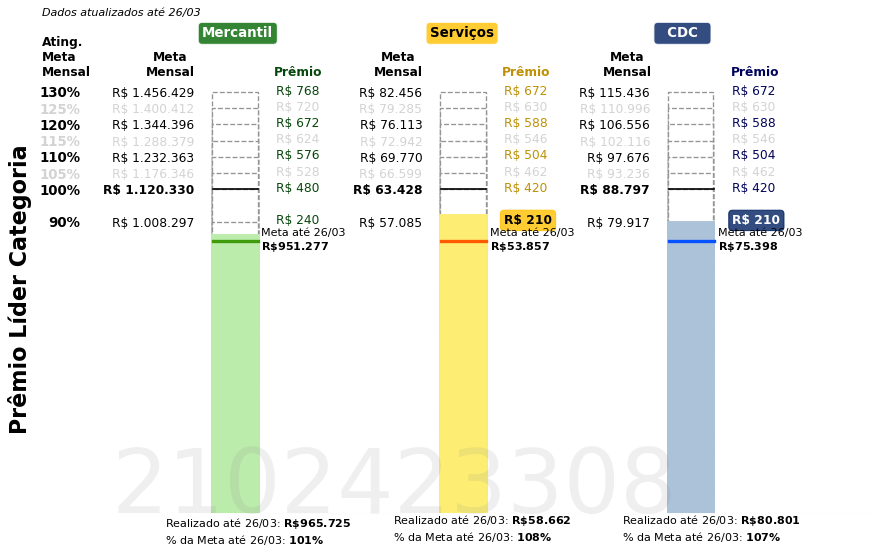 Dados atualizados até 26/03
Mercantil Serviços CDC
Ating. Meta Mensal Meta Mensal Prêmio Meta Mensal Prêmio Meta Mensal Prêmio
130% R$ 1.456.429 R$ 768 R$ 82.456 R$ 672 R$ 115.436 R$ 672
125% R$ 1.400.412 R$ 720 R$ 79.285 R$ 630 R$ 110.996 R$ 630
120% R$ 1.344.396 R$ 672 R$ 76.113 R$ 588 R$ 106.556 R$ 588
115% R$ 1.288.379 R$ 624 R$ 72.942 R$ 546 R$ 102.116 R$ 546
110% R$ 1.232.363 R$ 576 R$ 69.770 R$ 504 R$ 97.676 R$ 504
105% R$ 1.176.346 R$ 528 R$ 66.599 R$ 462 R$ 93.236 R$ 462
100% R$ 1.120.330 R$ 480 R$ 63.428 R$ 420 R$ 88.797 R$ 420
90% R$ 1.008.297 R$ 240 R$ 57.085 R$ 210 R$ 79.917 R$ 210
Meta até 26/03 Meta até 26/03 Meta até 26/03
R$951.277 R$53.857 R$75.398
Prêmio Líder Categoria
2102423308
Realizado até 26/03: R$965.725 Realizado até 26/03: R$58.662 Realizado até 26/03: R$80.801
% da Meta até 26/03: 101% % da Meta até 26/03: 108% % da Meta até 26/03: 107%